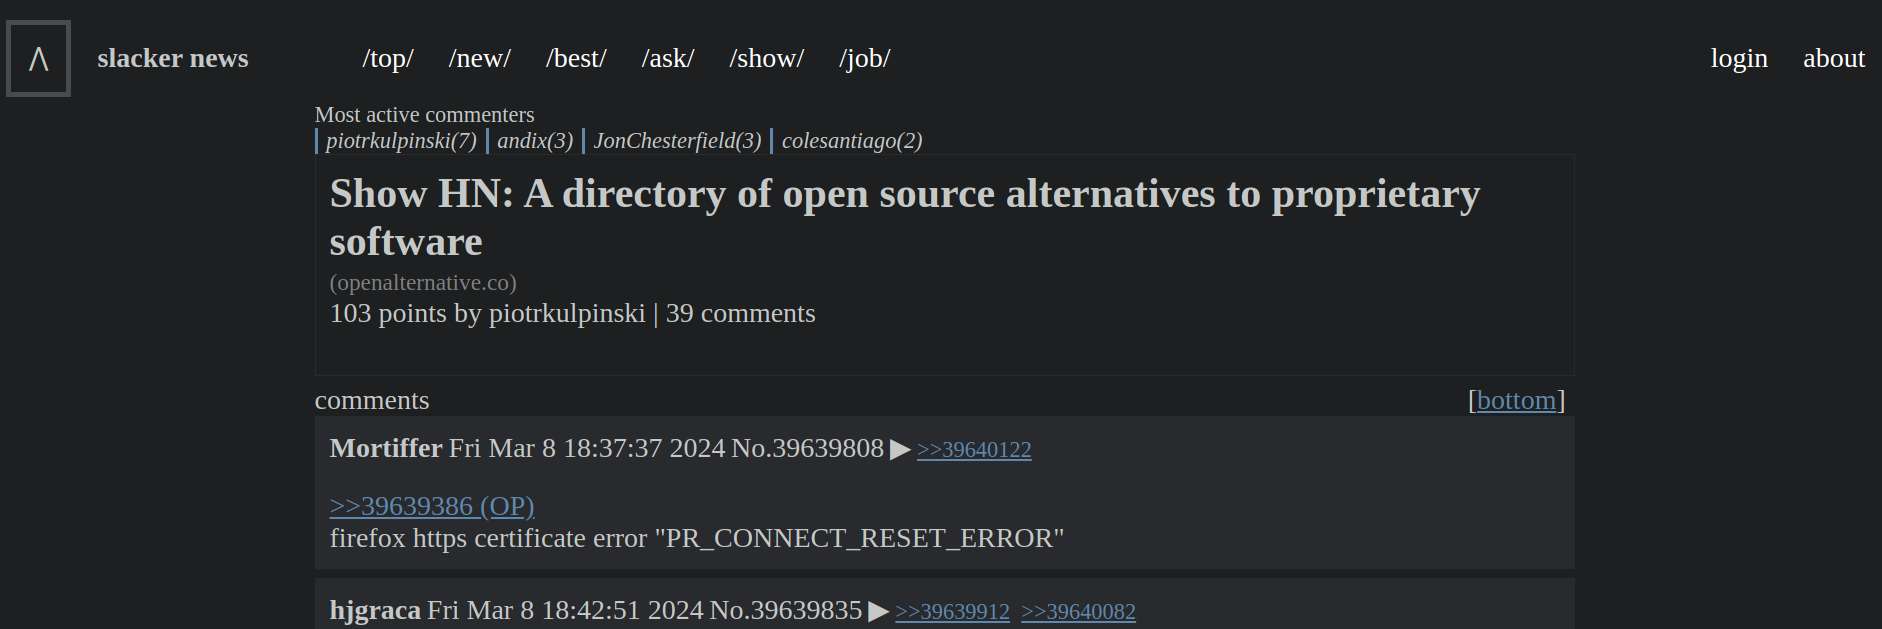 Λ slacker news /top/ /new/ /best/ /ask/ /show/ /job/ login about
Most active commenters
piotrkulpinski(7) andix(3) JonChesterfield(3) colesantiago(2)
Show HN: A directory of open source alternatives to proprietary
software
(openalternative.co)
103 points by piotrkulpinski | 39 comments
comments [bottom]
Mortiffer Fri Mar 8 18:37:37 2024 No.39639808 ▶ >>39640122
>>39639386 (OP)
firefox https certificate error "PR_CONNECT_RESET_ERROR"
hjgraca Fri Mar 8 18:42:51 2024 No.39639835 ▶ >>39639912 >>39640082